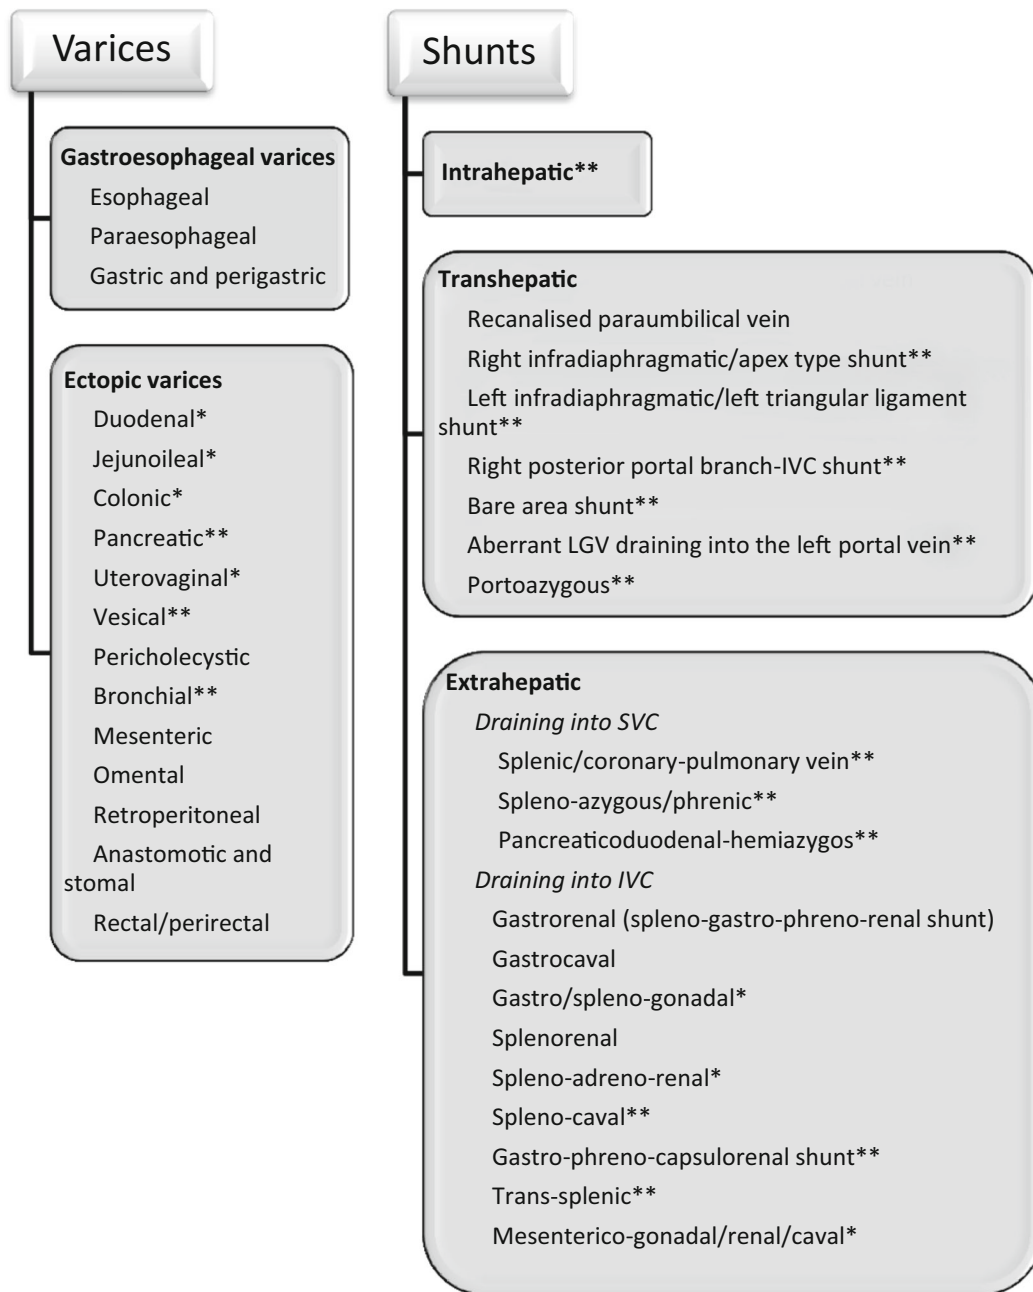 Varices
Gastroesophageal varices
Esophageal
Paraesophageal
Gastric and perigastric
Ectopic varices
Duodenal*
Jejunoileal*
Colonic*
Pancreatic**
Uterovaginal*
Vesical**
Pericholecystic
Bronchial**
Mesenteric
Omental
Retroperitoneal
Anastomotic and
stomal
Rectal/perirectal
Shunts
Intrahepatic**
Transhepatic
Recanalised paraumbilical vein
Right infradiaphragmatic/apex type shunt**
Left infradiaphragmatic/left triangular ligament
shunt**
Right posterior portal branch-IVC shunt**
Bare area shunt**
Aberrant LGV draining into the left portal vein**
Portoazygous**
Extrahepatic
Draining into SVC
Splenic/coronary-pulmonary vein**
Spleno-azygous/phrenic**
Pancreaticoduodenal-hemiazygos**
Draining into IVC
Gastrorenal (spleno-gastro-phreno-renal shunt)
Gastrocaval
Gastro/spleno-gonadal*
Splenorenal
Spleno-adreno-renal*
Spleno-caval**
Gastro-phreno-capsulorenal shunt**
Trans-splenic**
Mesenterico-gonadal/renal/caval*